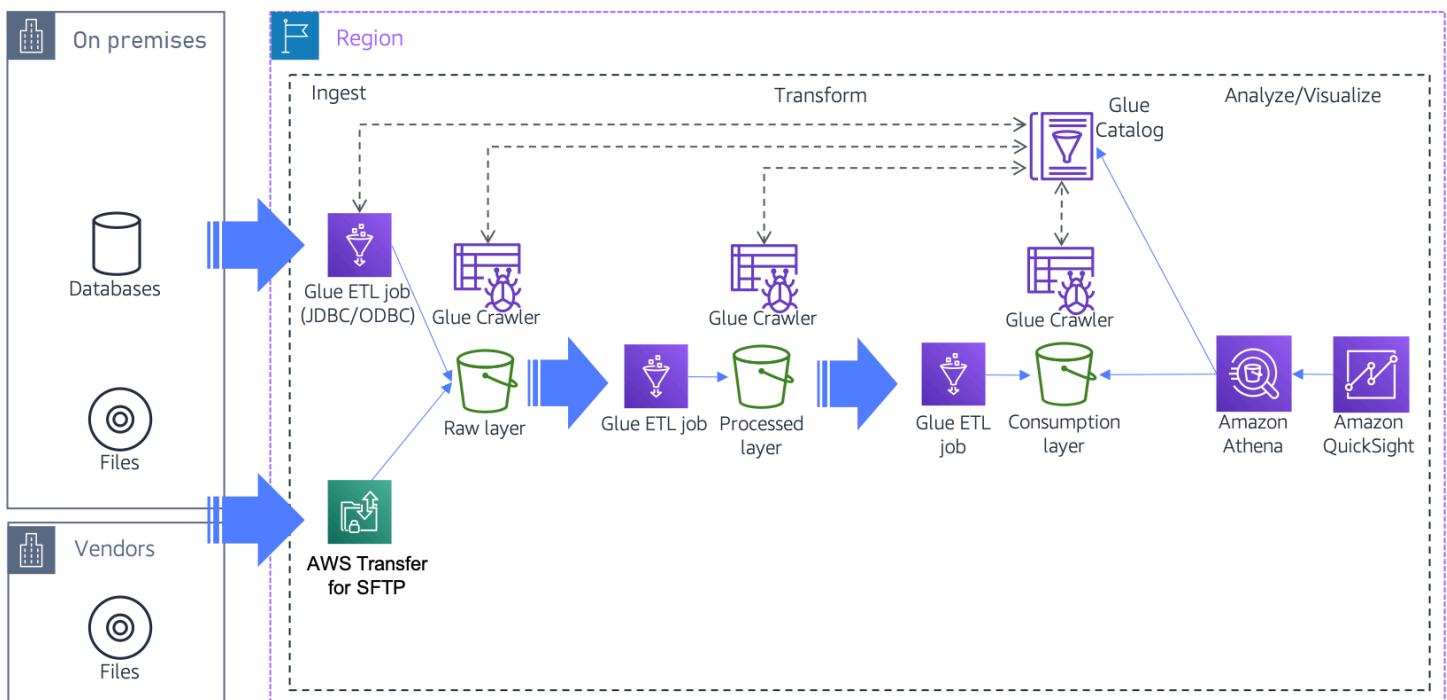 On premises
Region
Ingest
Transform
Analyze/Visualize
Glue
Catalog
Databases
Glue ETL job
(JDBC/ODBC)
Glue Crawler
Glue Crawler
Glue Crawler
Raw layer
Glue ETL job
Processed
layer
Glue ETL
job
Consumption
layer
Amazon
Athena
Amazon
QuickSight
Files
Vendors
AWS Transfer
for SFTP
Files